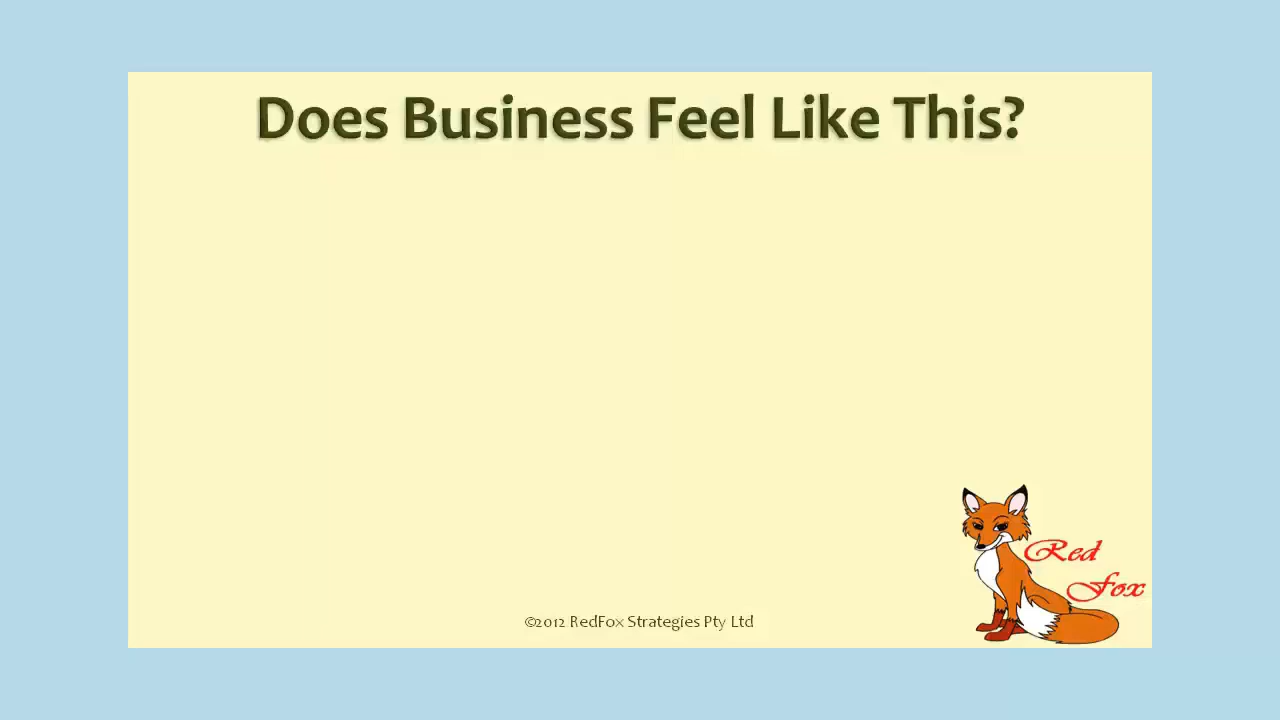 Does Business Feel Like This?
Red
Fox
©2012 RedFox Strategies Pty Ltd